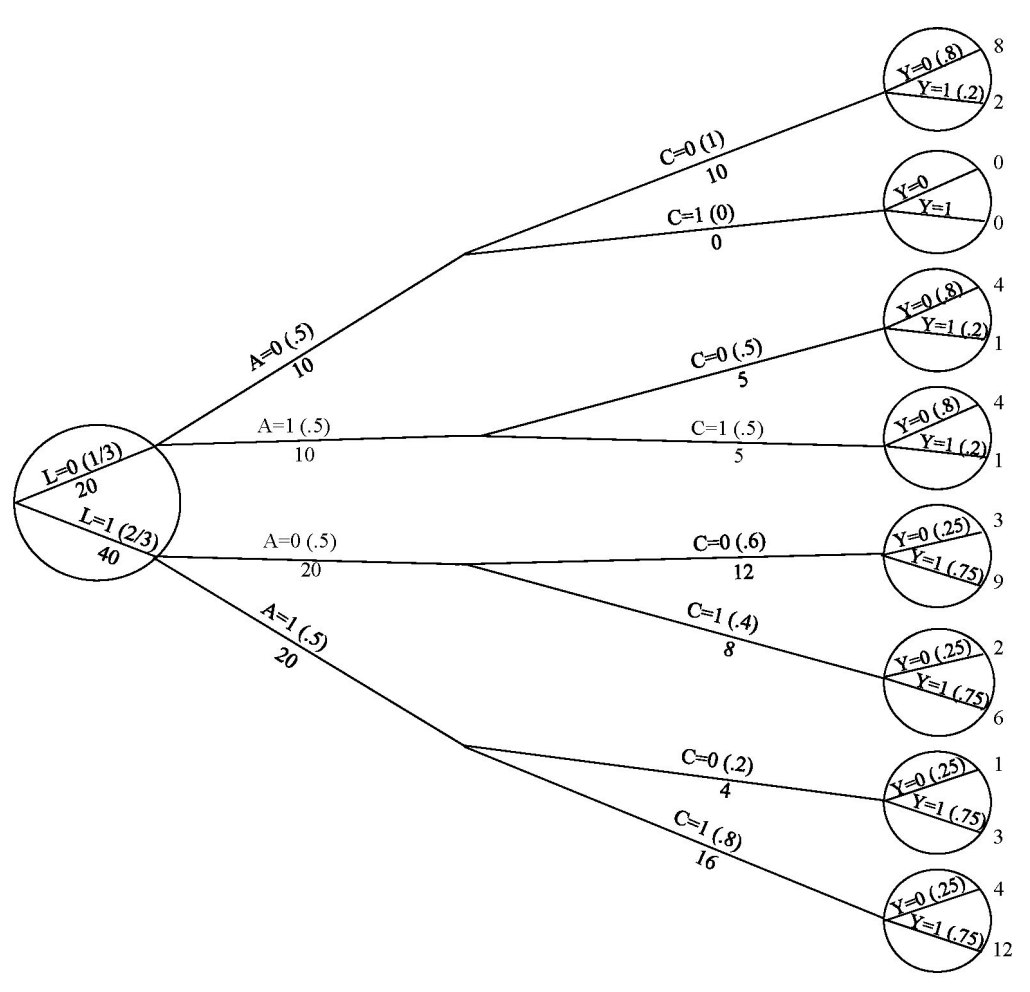 Y=0 (.8)
8
Y=1 (.2)
2
C=0 (1)
10
Y=0
0
Y=1
0
C=1 (0)
0
Y=0 (.8)
4
Y=1 (.2)
1
A=0 (.5)
10
C=0 (.5)
5
Y=0 (.8)
4
Y=1 (.2)
1
A=1 (.5)
10
C=1 (.5)
5
L=0 (1/3)
20
L=1 (2/3)
40
A=0 (.5)
20
C=0 (.6)
12
Y=0 (.25)
3
Y=1 (.75)
9
A=1 (.5)
20
C=1 (.4)
8
Y=0 (.25)
2
Y=1 (.75)
6
C=0 (.2)
4
Y=0 (.25)
1
Y=1 (.75)
3
C=1 (.8)
16
Y=0 (.25)
4
Y=1 (.75)
12